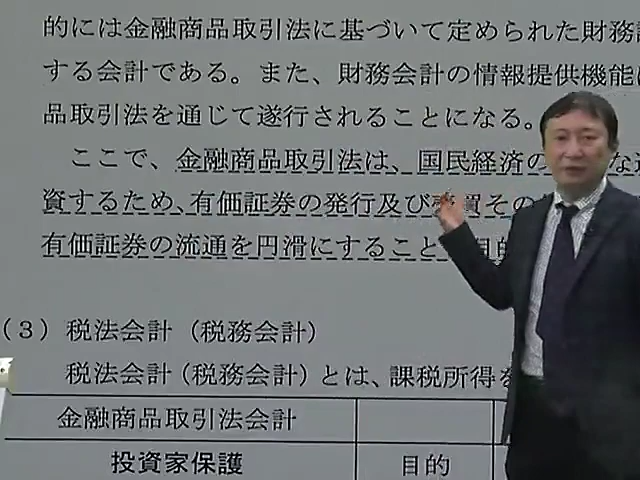 的には金融商品取引法に基づいて定められた財務
する会計である。また、財務会計の情報提供機能
品取引法を通じて遂行されることになる。
ここで、金融商品取引法は、国民経済の
資するため、有価証券の発行及び売買その
有価証券の流通を円滑にすること 目的
(3) 税法会計(税務会計)
税法会計(税務会計)とは、課税所得を
金融商品取引法会計
投資家保護 目的